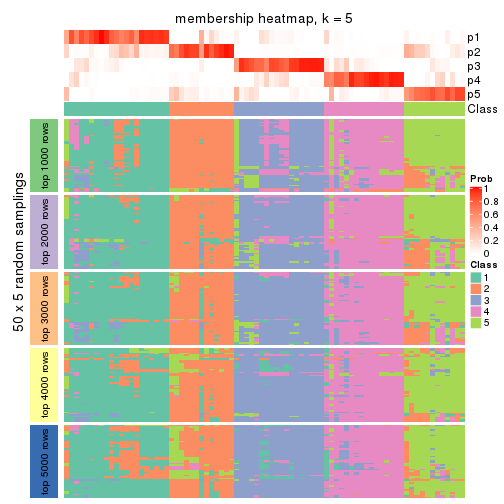 membership heatmap, k = 5
p1
p2
p3
p4
p5
Class
50 x 5 random samplings
top 1000 rows
top 2000 rows
top 3000 rows
top 4000 rows
top 5000 rows
Prob
1
0.8
0.6
0.4
0.2
0
Class
1
2
3
4
5